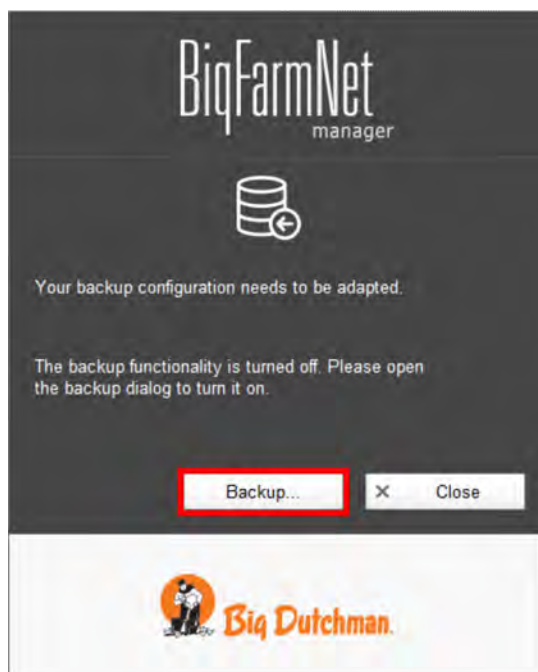 BigFarmNet
manager
Your backup configuration needs to be adapted.
The backup functionality is turned off. Please open
the backup dialog to turn it on.
Backup...
Close
Big Dutchman.